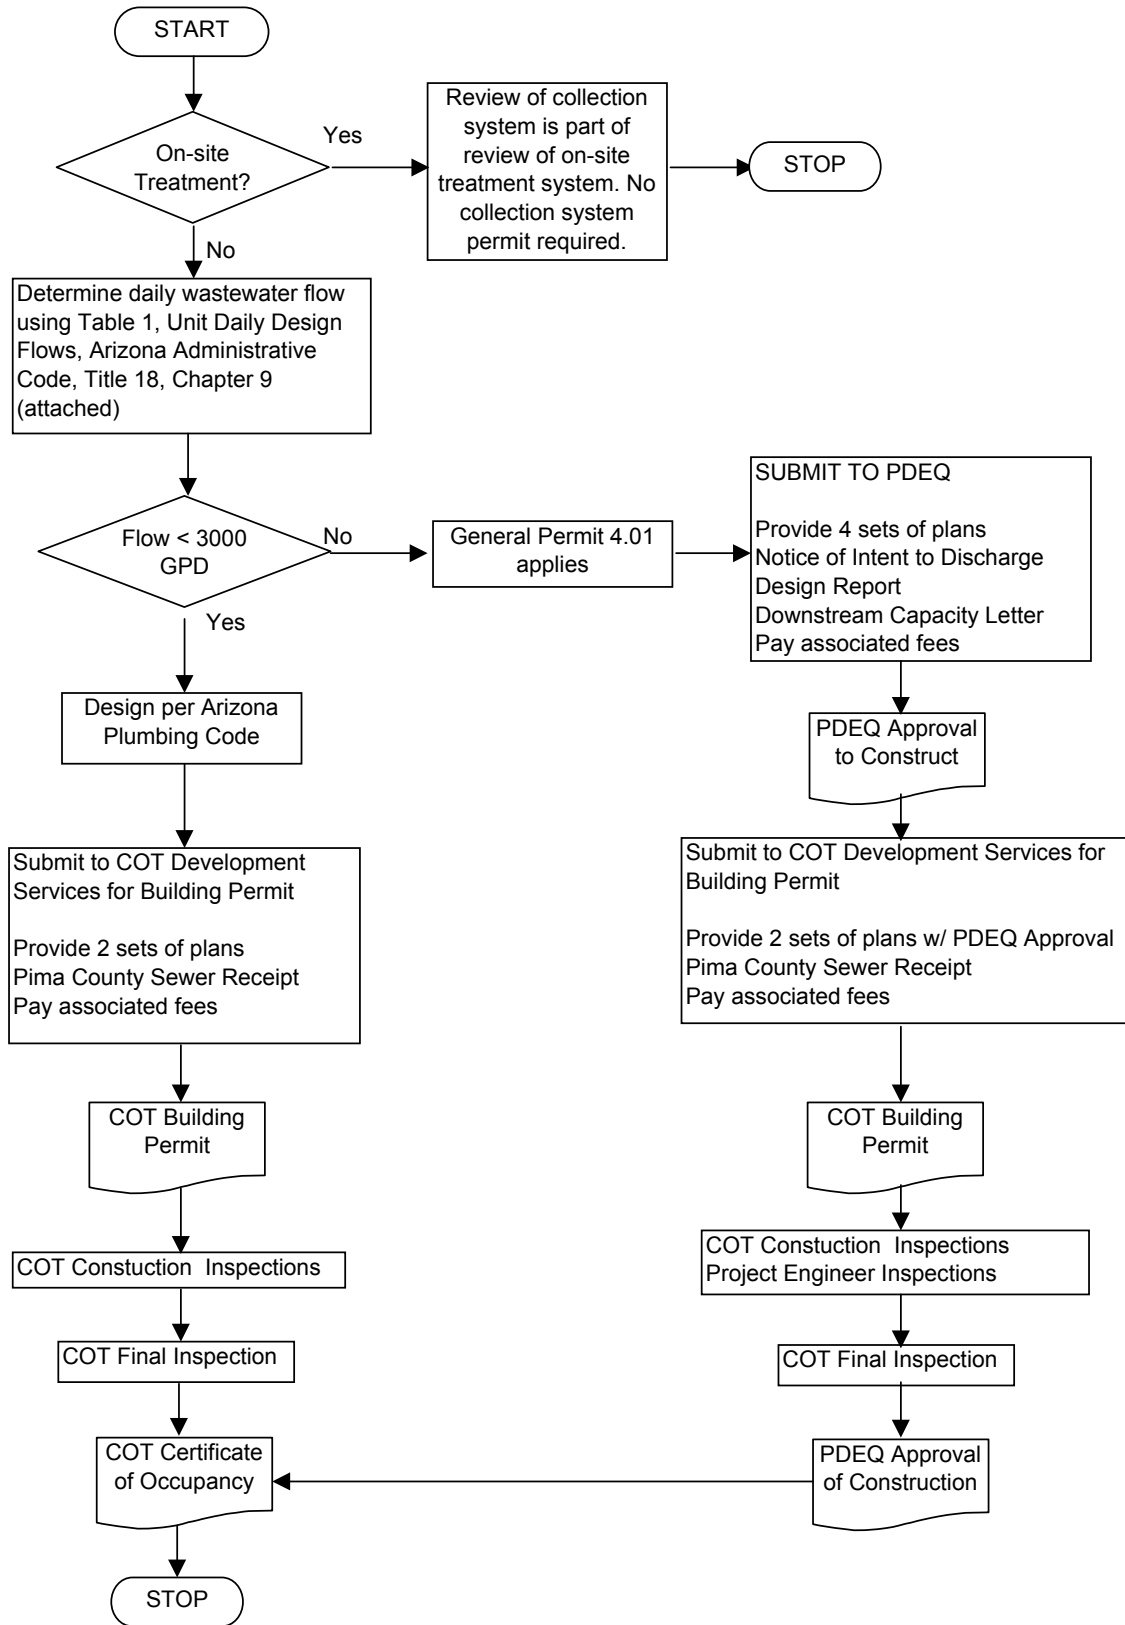 START
On-site
Treatment?
Yes
Review of collection
system is part of
review of on-site
treatment system. No
collection system
permit required.
STOP
No
Determine daily wastewater flow
using Table 1, Unit Daily Design
Flows, Arizona Administrative
Code, Title 18, Chapter 9
(attached)
Flow < 3000
GPD
No
General Permit 4.01
applies
SUBMIT TO PDEQ
Provide 4 sets of plans
Notice of Intent to Discharge
Design Report
Downstream Capacity Letter
Pay associated fees
Yes
Design per Arizona
Plumbing Code
PDEQ Approval
to Construct
Submit to COT Development
Services for Building Permit
Provide 2 sets of plans
Pima County Sewer Receipt
Pay associated fees
Submit to COT Development Services for
Building Permit
Provide 2 sets of plans w/ PDEQ Approval
Pima County Sewer Receipt
Pay associated fees
COT Building
Permit
COT Building
Permit
COT Constuction  Inspections
COT Constuction  Inspections
Project Engineer Inspections
COT Final Inspection
COT Final Inspection
COT Certificate
of Occupancy
PDEQ Approval
of Construction
STOP